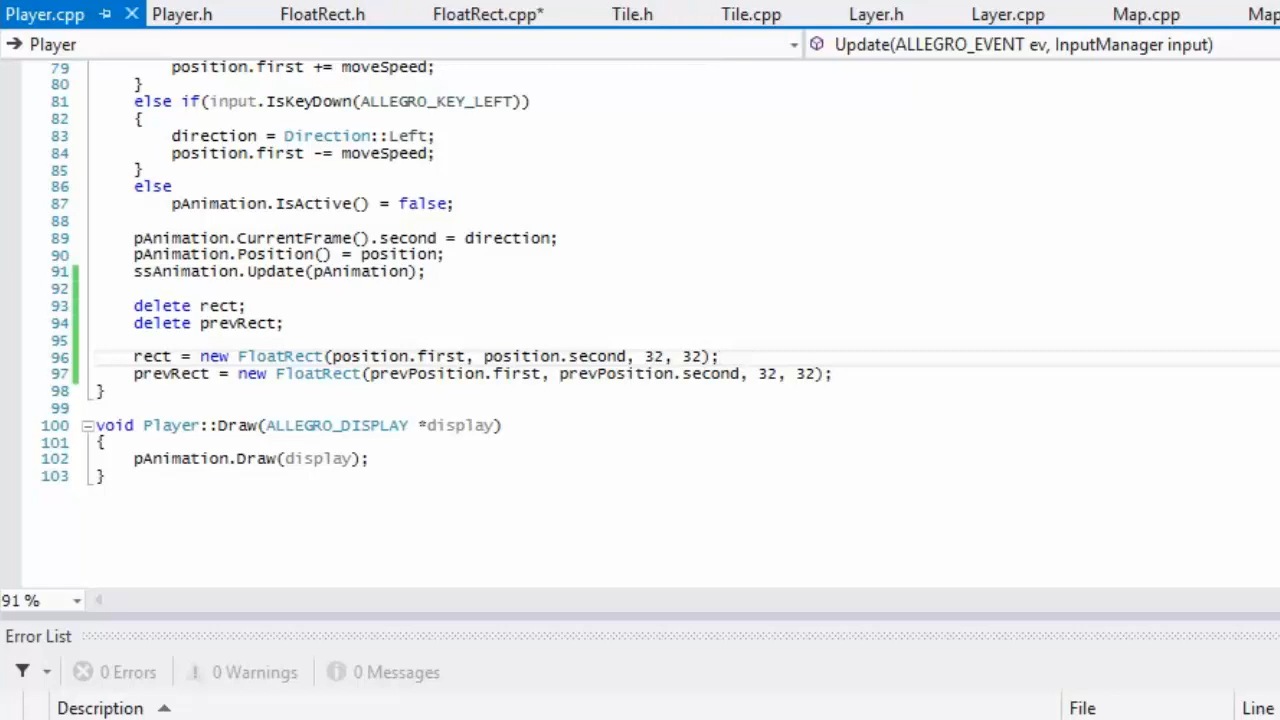 Player.cpp Player.h FloatRect.h FloatRect.cpp* Tile.h Tile.cpp Layer.h Layer.cpp Map.cpp Map
Player Update(ALLEGRO_EVENT ev, InputManager input)
79 position.first += moveSpeed;
80 }
81 else if(input.IsKeyDown(ALLEGRO_KEY_LEFT))
82 {
83 direction = Direction::Left;
84 position.first -= moveSpeed;
85 }
86 else
87 pAnimation.IsActive() = false;
88
89 pAnimation.CurrentFrame().second = direction;
90 pAnimation.Position() = position;
91 ssAnimation.Update(pAnimation);
92
93 delete rect;
94 delete prevRect;
95
96 rect = new FloatRect(position.first, position.second, 32, 32);
97 prevRect = new FloatRect(prevPosition.first, prevPosition.second, 32, 32);
98 }
99
100 void Player::Draw(ALLEGRO_DISPLAY *display)
101 {
102 pAnimation.Draw(display);
103 }
91 %
Error List
0 Errors 0 Warnings 0 Messages
Description File Line